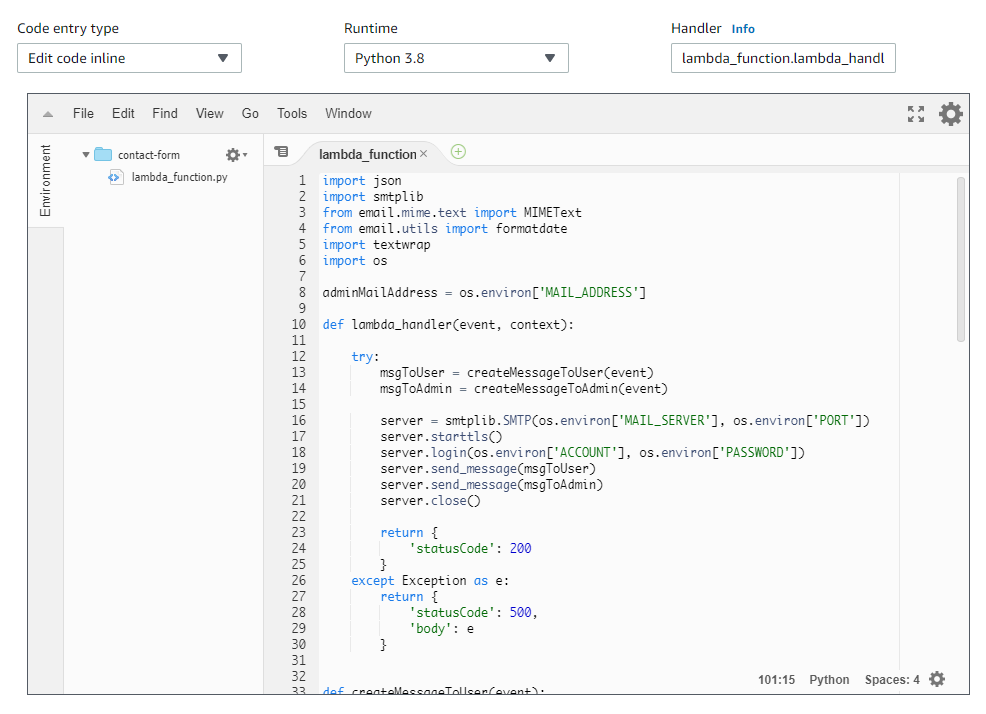 Code entry type
Runtime
Handler Info
Edit code inline
Python 3.8
lambda_function.lambda_handl
File Edit Find View Go Tools Window
Environment
contact-form
lambda_function.py
lambda_function
1 import json
2 import smtplib
3 from email.mime.text import MIMEText
4 from email.utils import formatdate
5 import textwrap
6 import os
7
8 adminMailAddress = os.environ['MAIL_ADDRESS']
9
10 def lambda_handler(event, context):
11
12     try:
13         msgToUser = createMessageToUser(event)
14         msgToAdmin = createMessageToAdmin(event)
15
16         server = smtplib.SMTP(os.environ['MAIL_SERVER'], os.environ['PORT'])
17         server.starttls()
18         server.login(os.environ['ACCOUNT'], os.environ['PASSWORD'])
19         server.send_message(msgToUser)
20         server.send_message(msgToAdmin)
21         server.close()
22
23         return {
24             'statusCode': 200
25         }
26     except Exception as e:
27         return {
28             'statusCode': 500,
29             'body': e
30         }
31
32
33 def createMessageToUser(event):
101:15 Python Spaces: 4